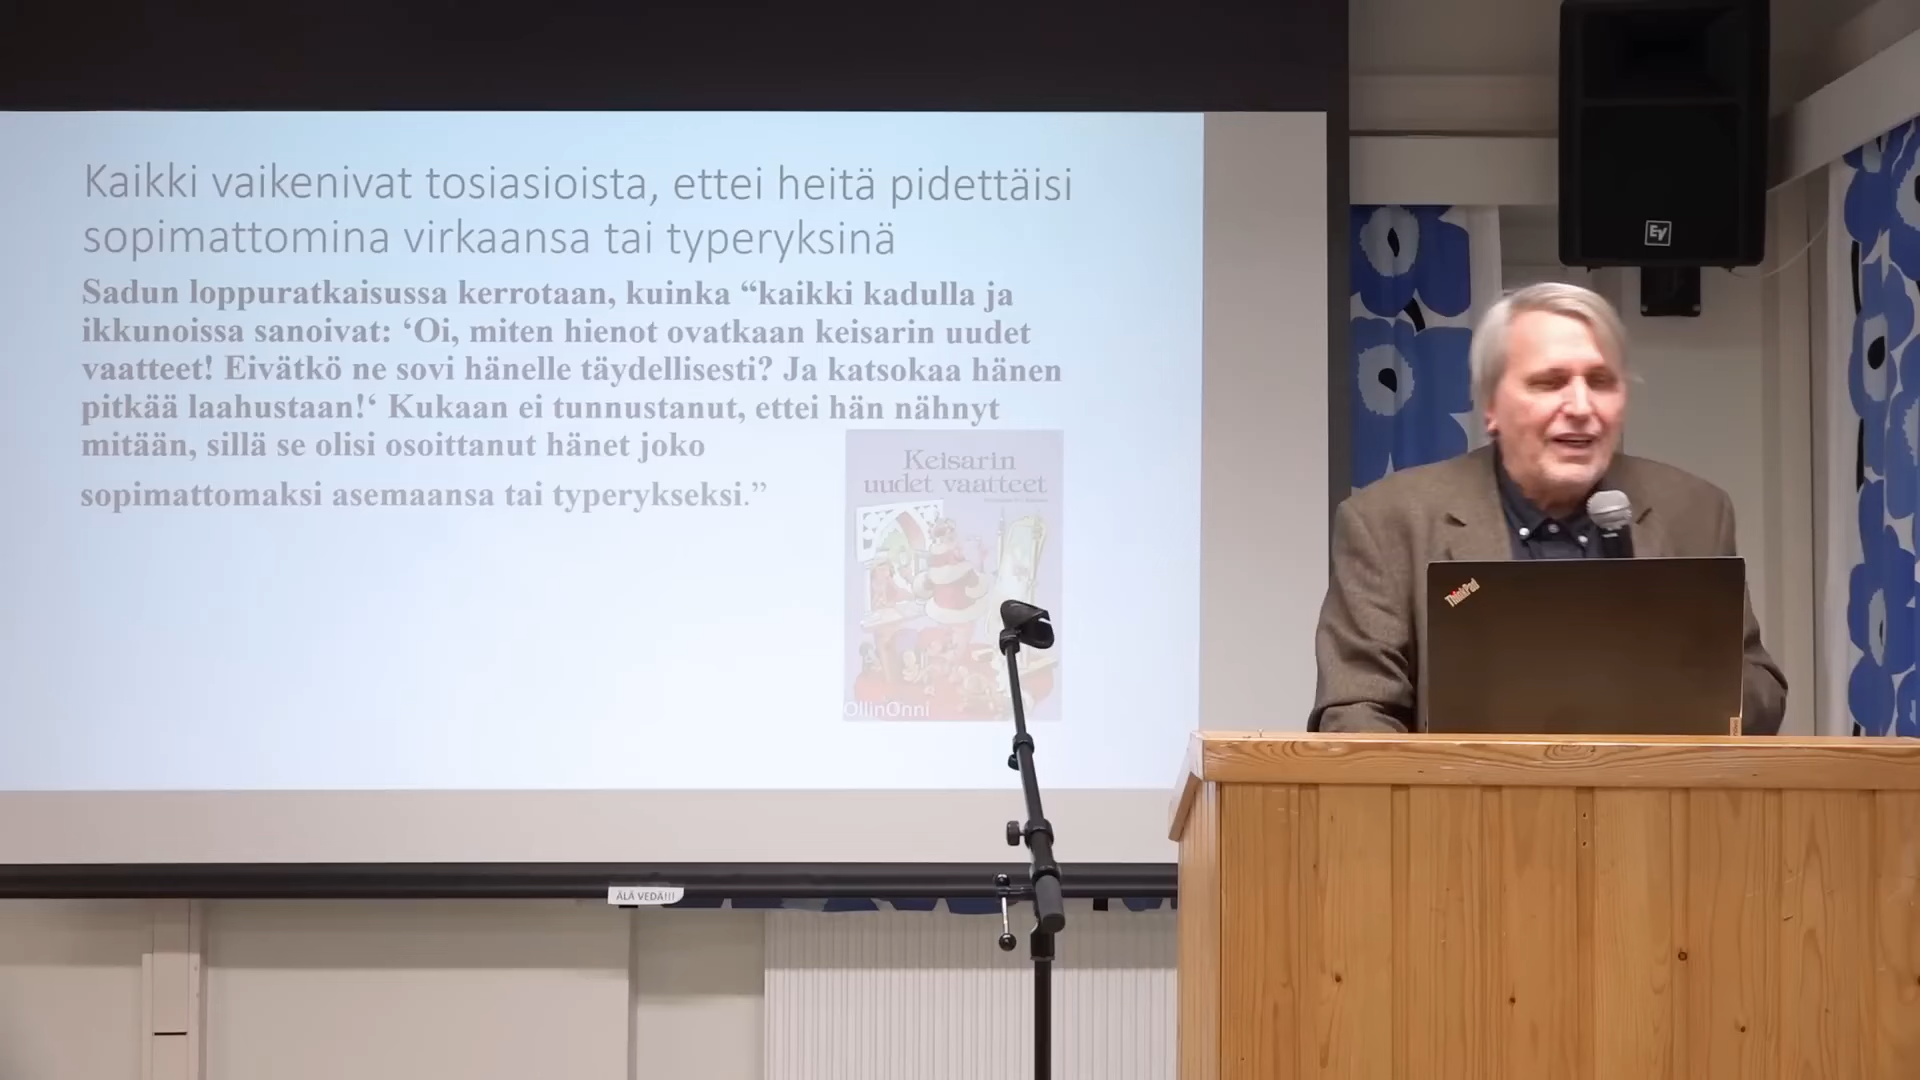 Kaikki vaikenivat tosiasioista, ettei heitä pidettäisi
sopimattomina virkaansa tai typeryksinä
Sadun loppuratkaisussa kerrotaan, kuinka “kaikki kadulla ja
ikkunoissa sanoivat: ‘Oi, miten hienot ovatkaan keisarin uudet
vaatteet! Eivätkö ne sovi hänelle täydellisesti? Ja katsokaa hänen
pitkää laahustaan!‘ Kukaan ei tunnustanut, ettei hän nähnyt
mitään, sillä se olisi osoittanut hänet joko
sopimattomaksi asemaansa tai typerykseksi.”
Keisarin
uudet vaatteet
OllinOnni
ÄLÄ VEDÄ!!!
EV
ThinkPad